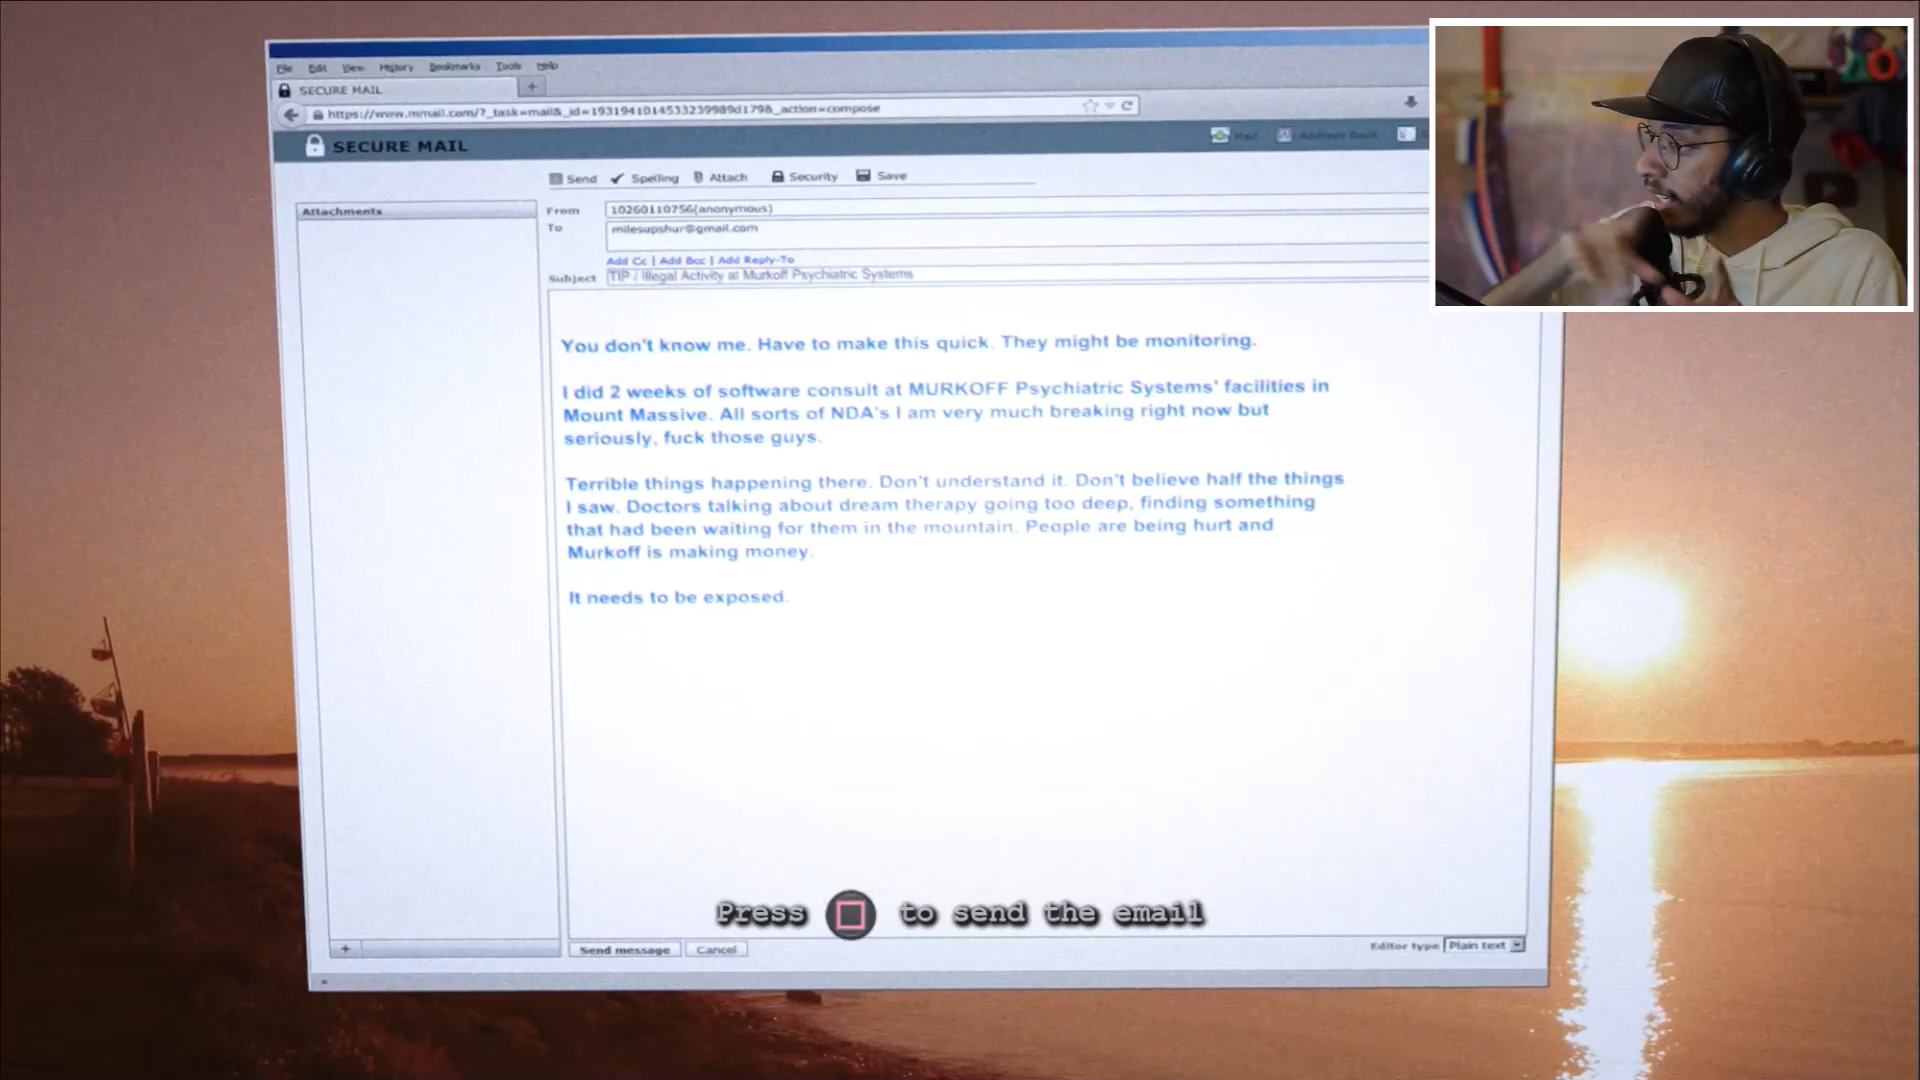 File Edit View History Bookmarks Tools Help
SECURE MAIL
+
https://www.mmail.com/?_task=mail&_id=1931941014533239989d179&_action=compose
SECURE MAIL
Mail Address Book
Send Spelling Attach Security Save
Attachments
From 10260110756(anonymous)
To milesupshur@gmail.com
Add Cc | Add Bcc | Add Reply-To
Subject TIP / Illegal Activity at Murkoff Psychiatric Systems
You don't know me. Have to make this quick. They might be monitoring.
I did 2 weeks of software consult at MURKOFF Psychiatric Systems' facilities in
Mount Massive. All sorts of NDA's I am very much breaking right now but
seriously, fuck those guys.
Terrible things happening there. Don't understand it. Don't believe half the things
I saw. Doctors talking about dream therapy going too deep, finding something
that had been waiting for them in the mountain. People are being hurt and
Murkoff is making money.
It needs to be exposed.
Press to send the email
+
Send message Cancel
Editor type Plain text